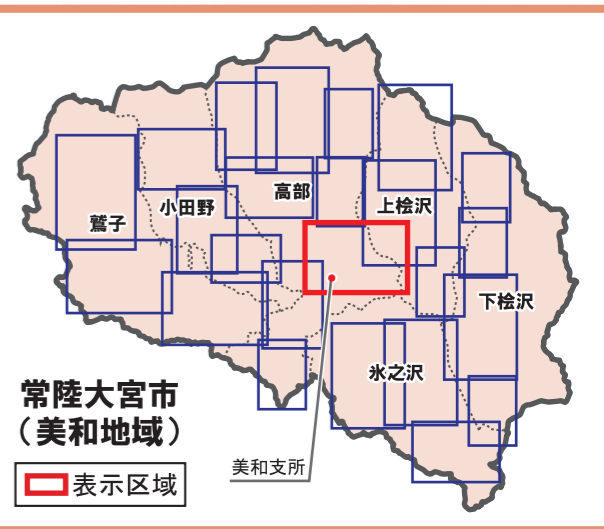 高部
小田野
上桧沢
鷲子
下桧沢
氷之沢
常陸大宮市
（美和地域）
美和支所
表示区域